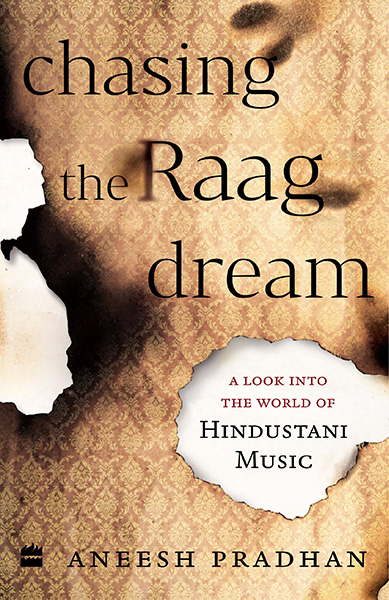 chasing
the Raag
dream
A LOOK INTO
THE WORLD OF
HINDUSTANI
MUSIC
ANEESH PRADHAN